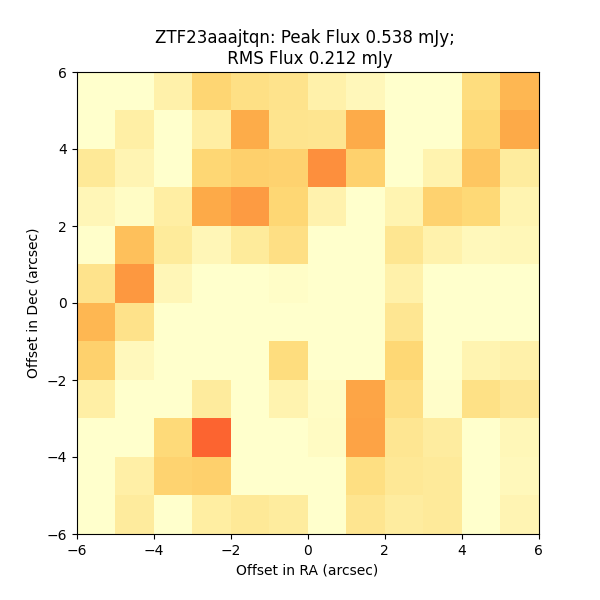 ZTF23aaajtqn: Peak Flux 0.538 mJy;
RMS Flux 0.212 mJy
6
4
2
0
−2
−4
−6
Offset in Dec (arcsec)
−6 −4 −2 0 2 4 6
Offset in RA (arcsec)